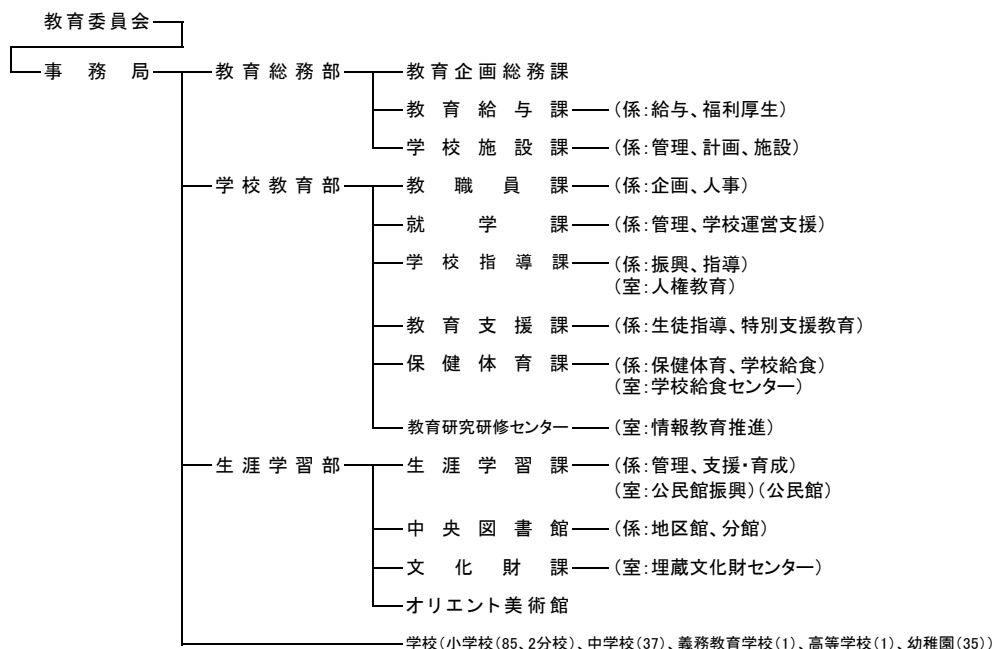 教育委員会
事務局 教育総務部 教育企画総務課
教育給与課 (係:給与、福利厚生)
学校施設課 (係:管理、計画、施設)
学校教育部 教職員課 (係:企画、人事)
就学課 (係:管理、学校運営支援)
学校指導課 (係:振興、指導)
(室:人権教育)
教育支援課 (係:生徒指導、特別支援教育)
保健体育課 (係:保健体育、学校給食)
(室:学校給食センター)
教育研究研修センター (室:情報教育推進)
生涯学習部 生涯学習課 (係:管理、支援・育成)
(室:公民館振興)(公民館)
中央図書館 (係:地区館、分館)
文化財課 (室:埋蔵文化財センター)
オリエント美術館
学校(小学校(85、2分校)、中学校(37)、義務教育学校(1)、高等学校(1)、幼稚園(35))